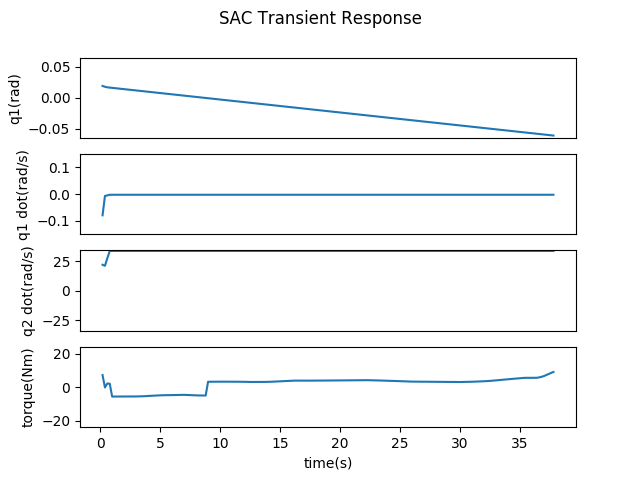 SAC Transient Response
0.05
0.00
−0.05
q1(rad)
0.1
0.0
−0.1
q1 dot(rad/s)
25
0
−25
q2 dot(rad/s)
20
0
−20
torque(Nm)
0 5 10 15 20 25 30 35
time(s)